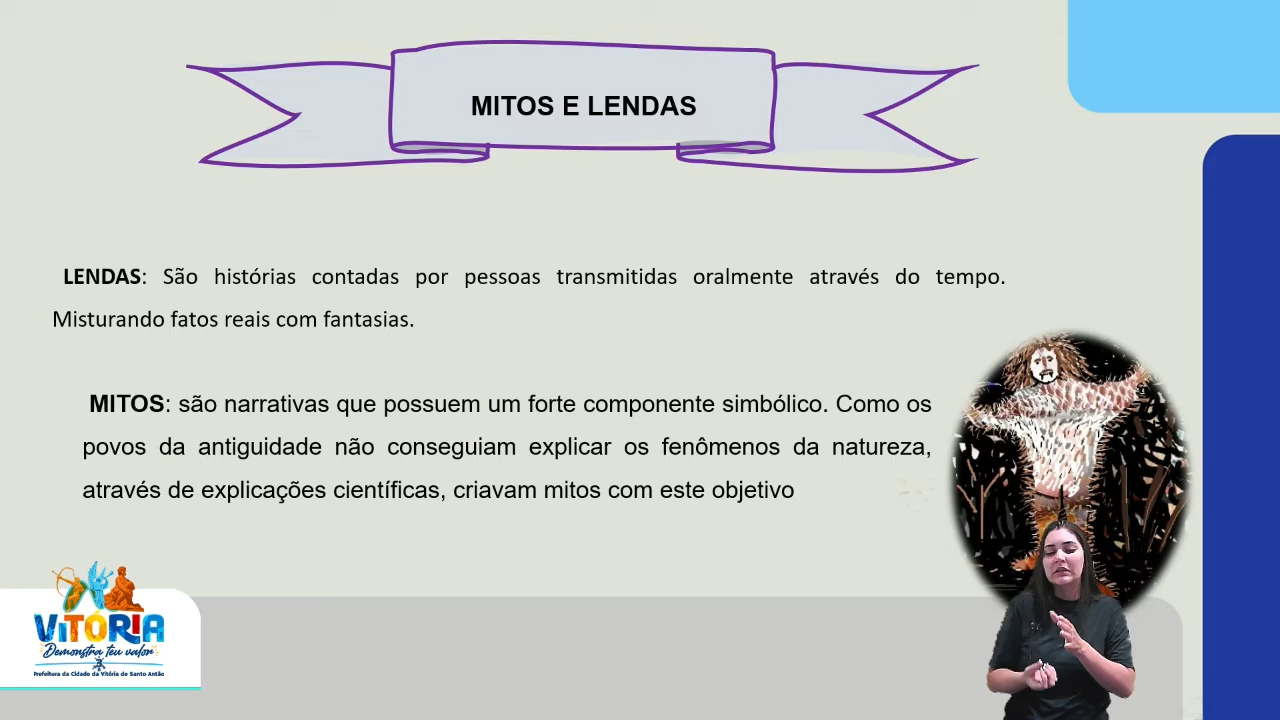 MITOS E LENDAS
LENDAS: São histórias contadas por pessoas transmitidas oralmente através do tempo.
Misturando fatos reais com fantasias.
MITOS: são narrativas que possuem um forte componente simbólico. Como os
povos da antiguidade não conseguiam explicar os fenômenos da natureza,
através de explicações científicas, criavam mitos com este objetivo
VITÓRIA
Demonstra teu valor
Prefeitura da Cidade da Vitória de Santo Antão